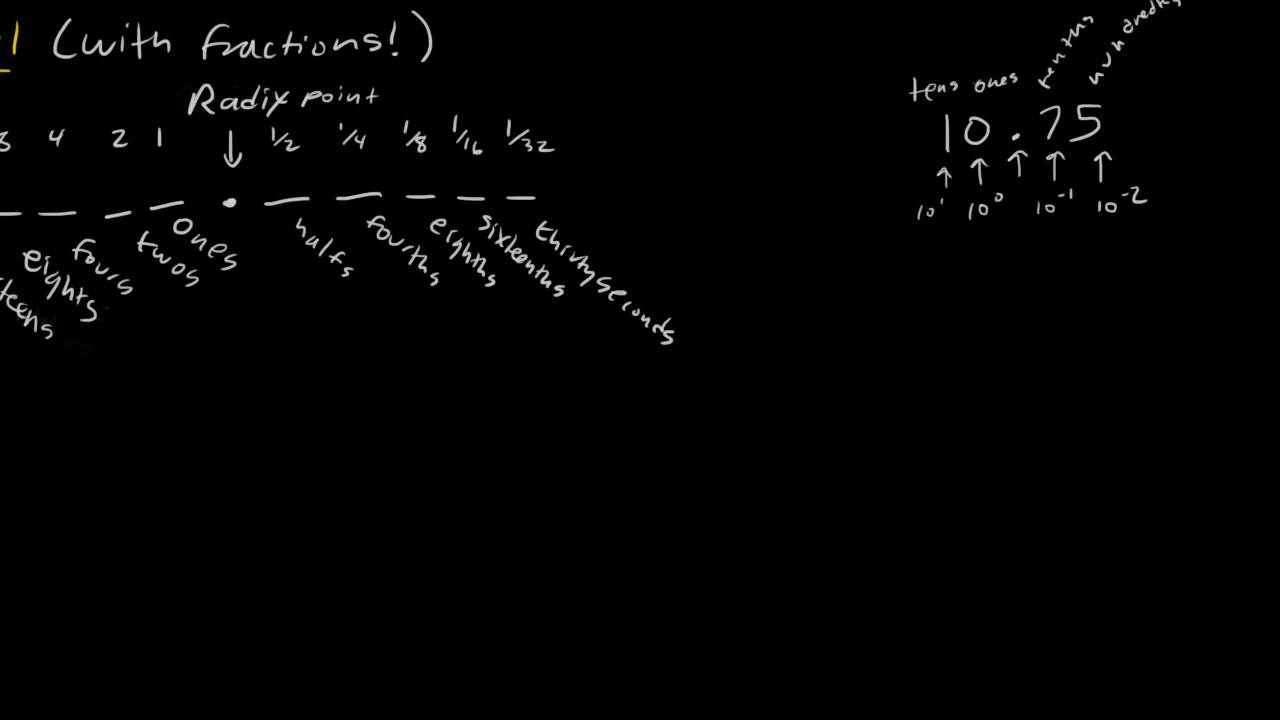 (with fractions!)
Radix point
4 2 1 1/2 1/4 1/8 1/16 1/32
ones
twos
fours
eights
halfs
fourths
eighths
sixteenths
thirtyseconds
tens ones tenths
10.75
10¹ 10⁰ 10⁻¹ 10⁻²